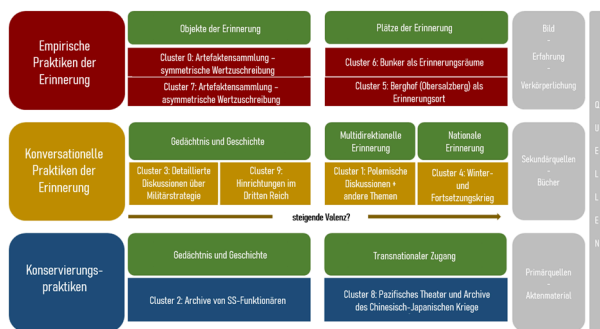 Empirische
Praktiken der
Erinnerung
Objekte der Erinnerung
Cluster 0: Artefaktensammlung –
symmetrische Wertzuschreibung
Cluster 7: Artefaktensammlung –
asymmetrische Wertzuschreibung
Plätze der Erinnerung
Cluster 6: Bunker als Erinnerungsräume
Cluster 5: Berghof (Obersalzberg) als
Erinnerungsort
Bild
-
Erfahrung
-
Verkörperlichung
Konversationelle
Praktiken der
Erinnerung
Gedächtnis und Geschichte
Cluster 3: Detaillierte
Diskussionen über
Militärstrategie
Cluster 9:
Hinrichtungen im
Dritten Reich
Multidirektionelle
Erinnerung
Cluster 1: Polemische
Diskussionen +
andere Themen
Nationale
Erinnerung
Cluster 4: Winter-
und
Fortsetzungskrieg
steigende Valenz?
Sekundärquellen
-
Bücher
Konservierungs-
praktiken
Gedächtnis und Geschichte
Cluster 2: Archive von SS-Funktionären
Transnationaler Zugang
Cluster 8: Pazifisches Theater und Archive
des Chinesisch-Japanischen Kriege
Primärquellen
-
Aktenmaterial
QUELLEN